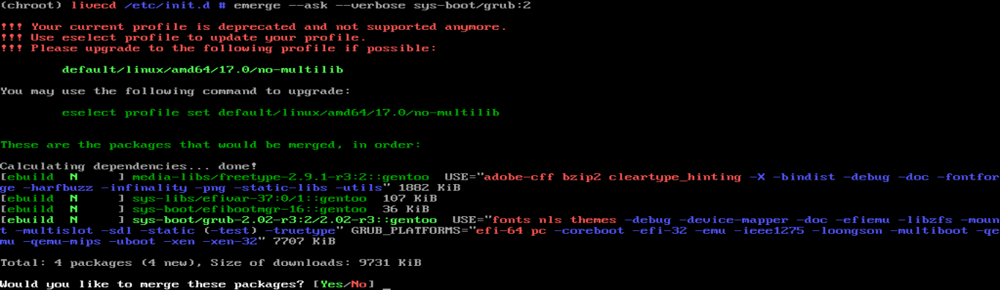 (chroot) livecd /etc/init.d # emerge --ask --verbose sys-boot/grub:2
!!! Your current profile is deprecated and not supported anymore.
!!! Use eselect profile to update your profile.
!!! Please upgrade to the following profile if possible:
default/linux/amd64/17.0/no-multilib
You may use the following command to upgrade:
eselect profile set default/linux/amd64/17.0/no-multilib
These are the packages that would be merged, in order:
Calculating dependencies... done!
[ebuild  N     ] media-libs/freetype-2.9.1-r3:2::gentoo  USE="adobe-cff bzip2 cleartype_hinting -X -bindist -debug -doc -fontfor
ge -harfbuzz -infinality -png -static-libs -utils" 1882 KiB
[ebuild  N     ] sys-libs/efivar-37:0/1::gentoo  107 KiB
[ebuild  N     ] sys-boot/efibootmgr-16::gentoo  36 KiB
[ebuild  N     ] sys-boot/grub-2.02-r3:2/2.02-r3::gentoo  USE="fonts nls themes -debug -device-mapper -doc -efiemu -libzfs -moun
t -multislot -sdl -static (-test) -truetype" GRUB_PLATFORMS="efi-64 pc -coreboot -efi-32 -emu -ieee1275 -loongson -multiboot -qe
mu -qemu-mips -uboot -xen -xen-32" 7707 KiB
Total: 4 packages (4 new), Size of downloads: 9731 KiB
Would you like to merge these packages? [Yes/No] _